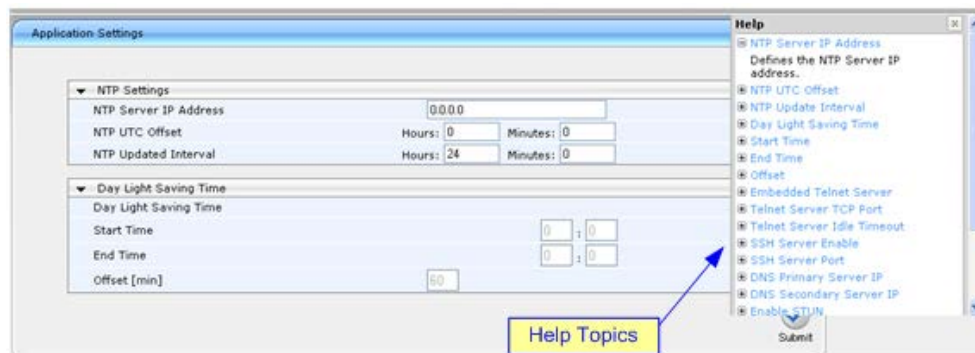 Application Settings
NTP Settings
NTP Server IP Address 0.0.0.0
NTP UTC Offset Hours: 0 Minutes: 0
NTP Updated Interval Hours: 24 Minutes: 0
Day Light Saving Time
Day Light Saving Time
Start Time 0 : 0
End Time 0 : 0
Offset [min] 60
Help
NTP Server IP Address
Defines the NTP Server IP
address.
NTP UTC Offset
NTP Update Interval
Day Light Saving Time
Start Time
End Time
Offset
Embedded Telnet Server
Telnet Server TCP Port
Telnet Server Idle Timeout
SSH Server Enable
SSH Server Port
DNS Primary Server IP
DNS Secondary Server IP
Enable STUN
Help Topics
Submit